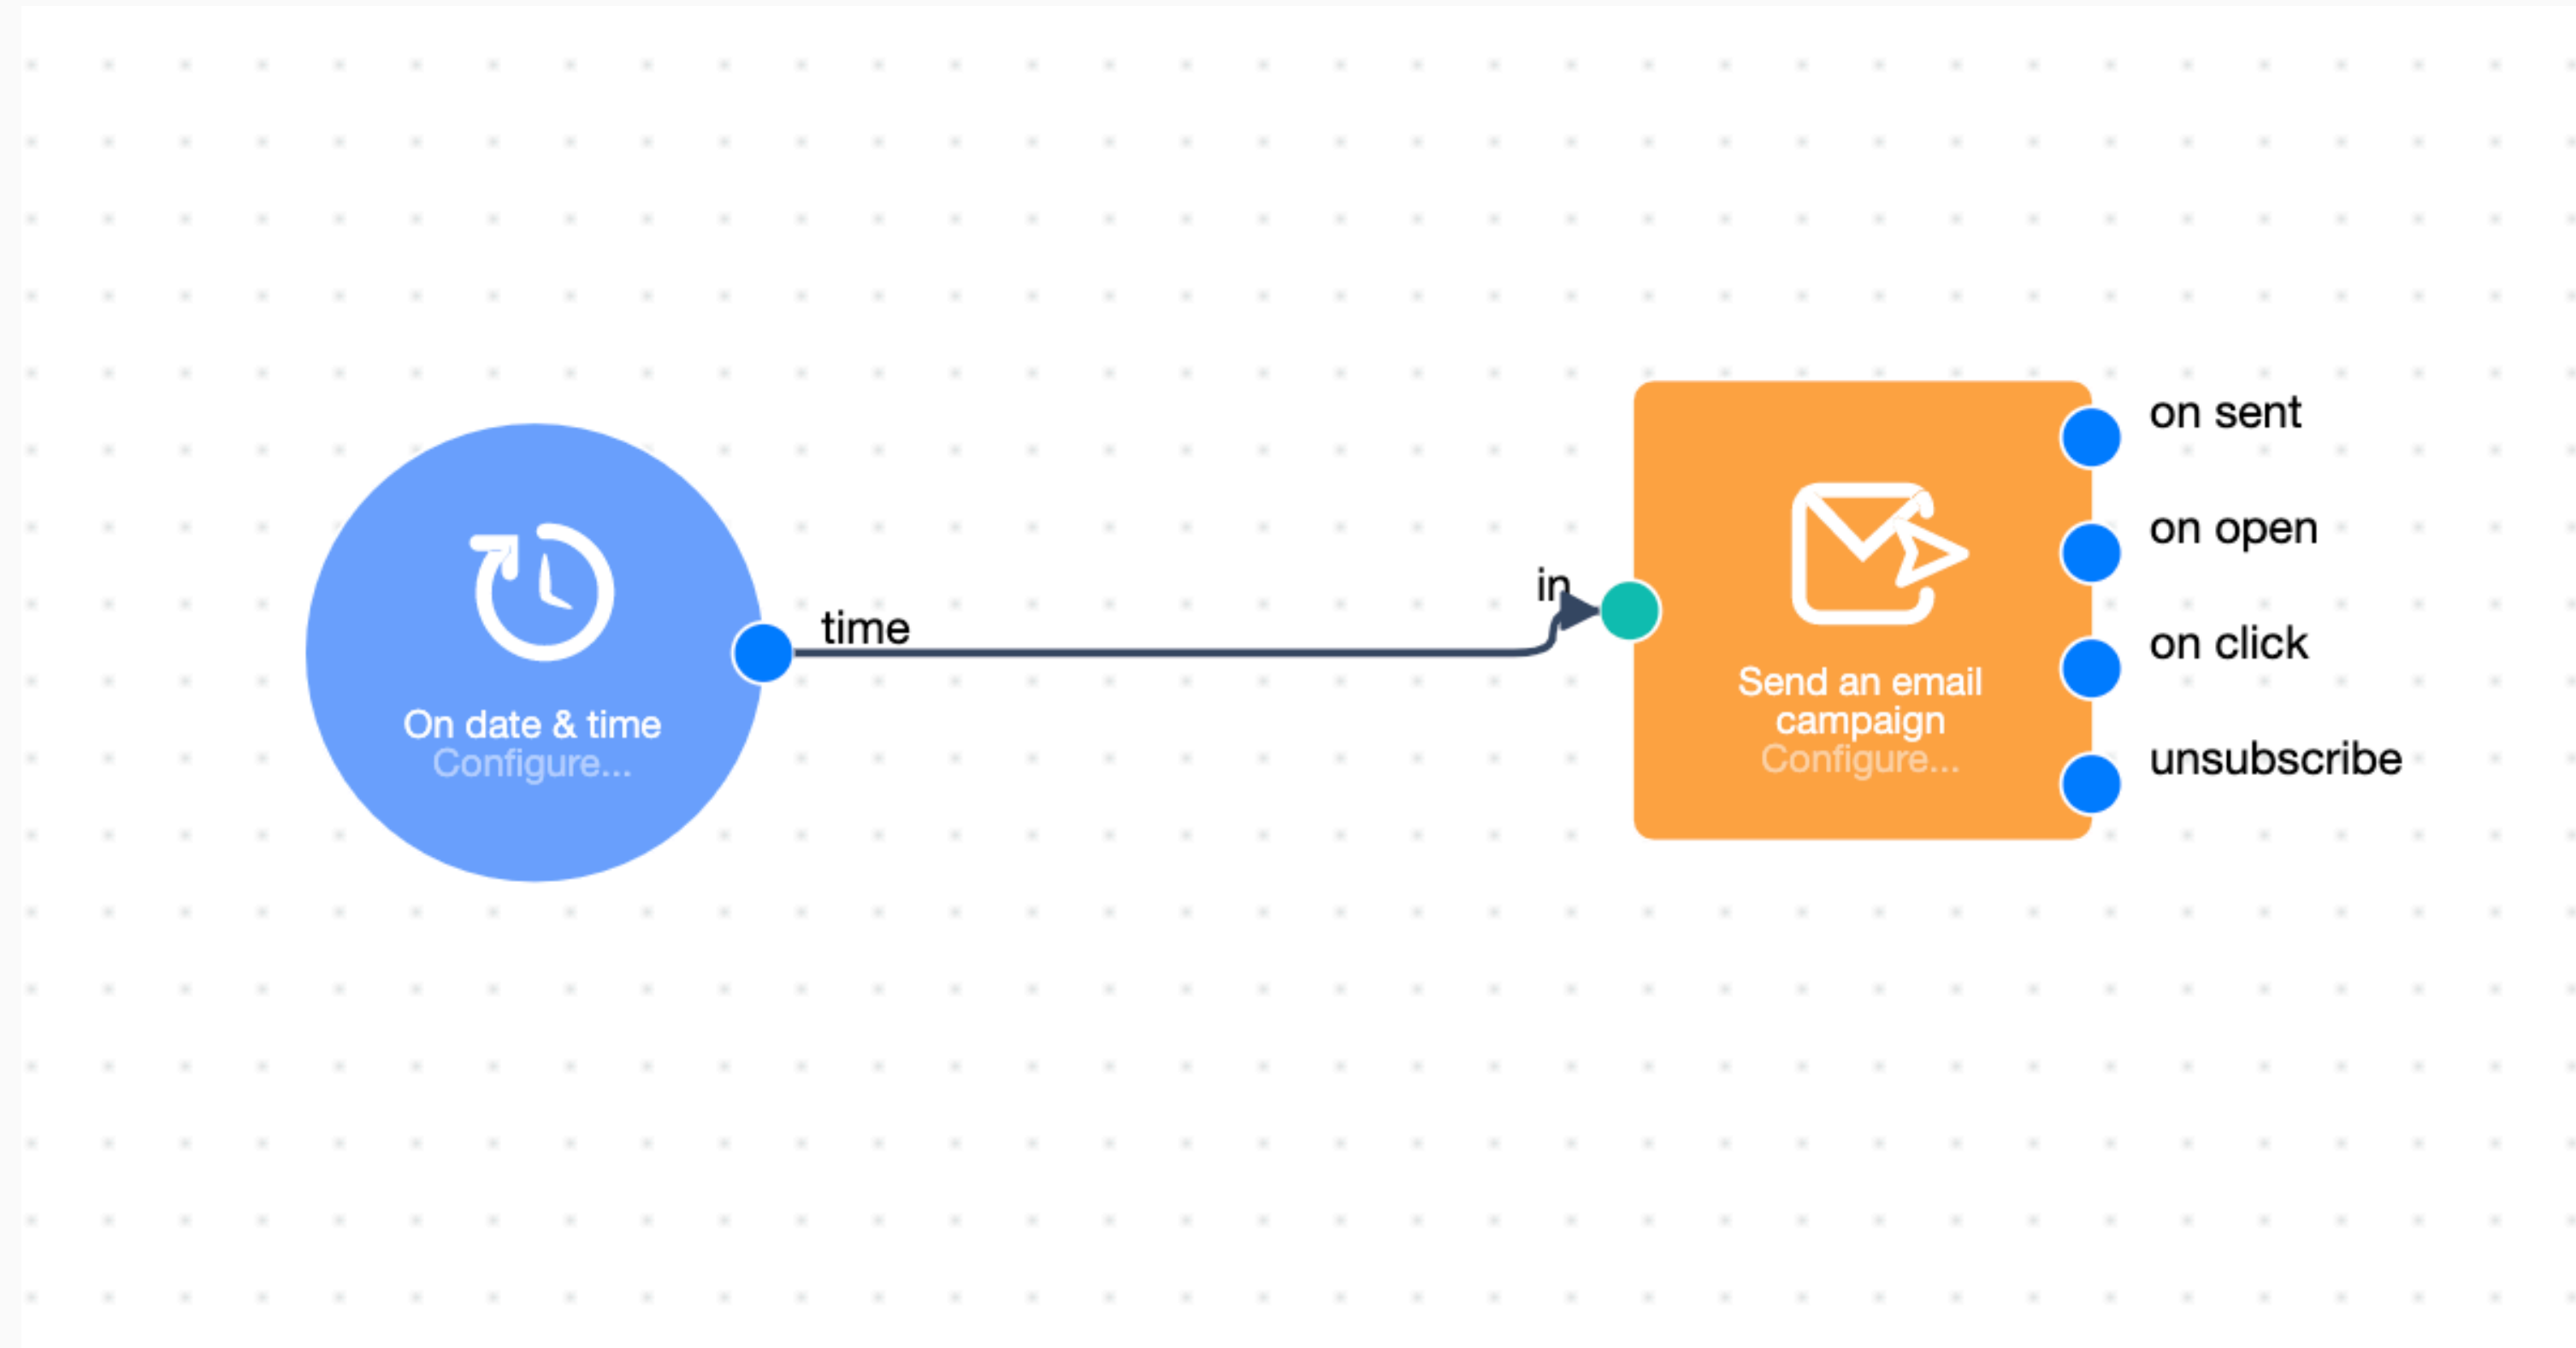 On date & time
Configure...
time
in
Send an email
campaign
Configure...
on sent
on open
on click
unsubscribe